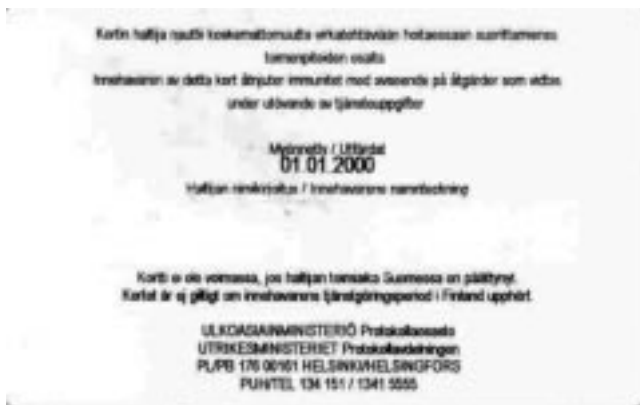 Kortin haltija nauttii koskemattomuutta virkatehtäviään hoitaessaan suorittamiensa
toimenpiteiden osalta
Innehavaren av detta kort åtnjuter immunitet med avseende på åtgärder som vidtas
under utövande av tjänsteuppgifter
Myönnetty / Utfärdat
01.01.2000
Haltijan nimikirjoitus / Innehavarens namnteckning
Kortti ei ole voimassa, jos haltijan toimiaika Suomessa on päättynyt.
Kortet är ej giltigt om innehavarens tjänstgöringsperiod i Finland upphört.
ULKOASIAINMINISTERIÖ Protokollaosasto
UTRIKESMINISTERIET Protokollavdelningen
PL/PB 176 00161 HELSINKI/HELSINGFORS
PUH/TEL 134 151 / 1341 5555